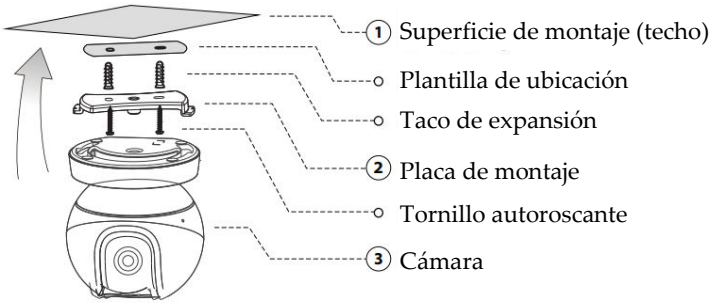 1 Superficie de montaje (techo)
Plantilla de ubicación
Taco de expansión
2 Placa de montaje
Tornillo autoroscante
3 Cámara